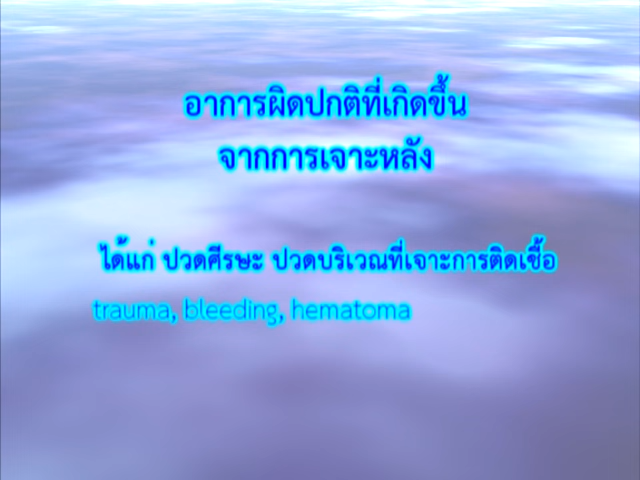 อาการผิดปกติที่เกิดขึ้น
จากการเจาะหลัง
ได้แก่ ปวดศีรษะ ปวดบริเวณที่เจาะการติดเชื้อ
trauma, bleeding, hematoma